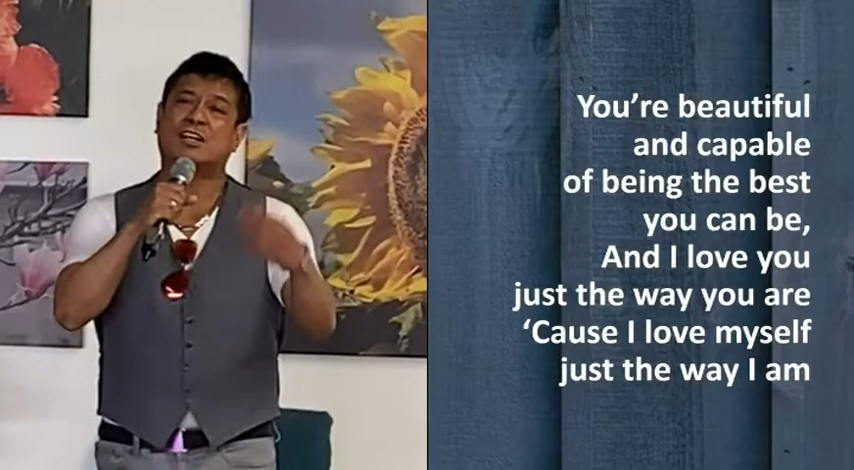 You’re beautiful
and capable
of being the best
you can be,
And I love you
just the way you are
‘Cause I love myself
just the way I am